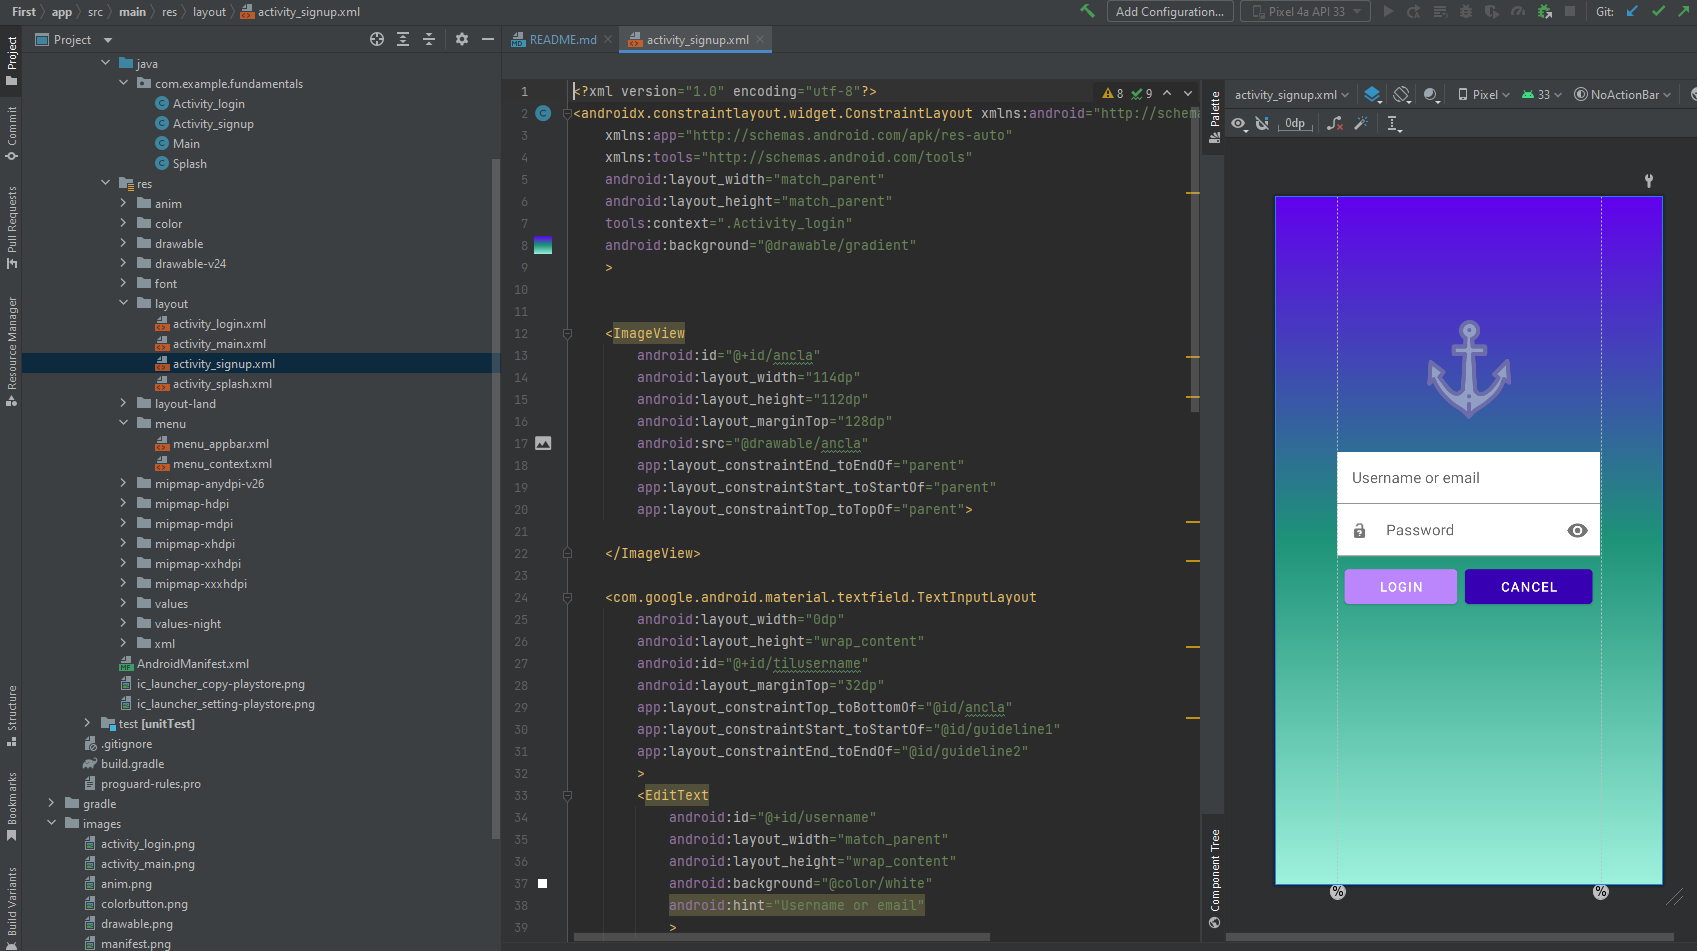 First app src main res layout activity_signup.xml
Add Configuration...
Pixel 4a API 33
Git:
Project
README.md
activity_signup.xml
Project
Commit
Pull Requests
Resource Manager
Structure
Bookmarks
Build Variants
java
com.example.fundamentals
Activity_login
Activity_signup
Main
Splash
res
anim
color
drawable
drawable-v24
font
layout
activity_login.xml
activity_main.xml
activity_signup.xml
activity_splash.xml
layout-land
menu
menu_appbar.xml
menu_context.xml
mipmap-anydpi-v26
mipmap-hdpi
mipmap-mdpi
mipmap-xhdpi
mipmap-xxhdpi
mipmap-xxxhdpi
values
values-night
xml
AndroidManifest.xml
ic_launcher_copy-playstore.png
ic_launcher_setting-playstore.png
test [unitTest]
.gitignore
build.gradle
proguard-rules.pro
gradle
images
activity_login.png
activity_main.png
anim.png
colorbutton.png
drawable.png
manifest.png
8 9
1 <?xml version="1.0" encoding="utf-8"?>
2 <androidx.constraintlayout.widget.ConstraintLayout xmlns:android="http://schema
3 xmlns:app="http://schemas.android.com/apk/res-auto"
4 xmlns:tools="http://schemas.android.com/tools"
5 android:layout_width="match_parent"
6 android:layout_height="match_parent"
7 tools:context=".Activity_login"
8 android:background="@drawable/gradient"
9 >
10
11
12 <ImageView
13 android:id="@+id/ancla"
14 android:layout_width="114dp"
15 android:layout_height="112dp"
16 android:layout_marginTop="128dp"
17 android:src="@drawable/ancla"
18 app:layout_constraintEnd_toEndOf="parent"
19 app:layout_constraintStart_toStartOf="parent"
20 app:layout_constraintTop_toTopOf="parent">
21
22 </ImageView>
23
24 <com.google.android.material.textfield.TextInputLayout
25 android:layout_width="0dp"
26 android:layout_height="wrap_content"
27 android:id="@+id/tilusername"
28 android:layout_marginTop="32dp"
29 app:layout_constraintTop_toBottomOf="@id/ancla"
30 app:layout_constraintStart_toStartOf="@id/guideline1"
31 app:layout_constraintEnd_toEndOf="@id/guideline2"
32 >
33 <EditText
34 android:id="@+id/username"
35 android:layout_width="match_parent"
36 android:layout_height="wrap_content"
37 android:background="@color/white"
38 android:hint="Username or email"
39 >
Palette
Component Tree
activity_signup.xml
Pixel
33
NoActionBar
0dp
Username or email
Password
LOGIN CANCEL
% %